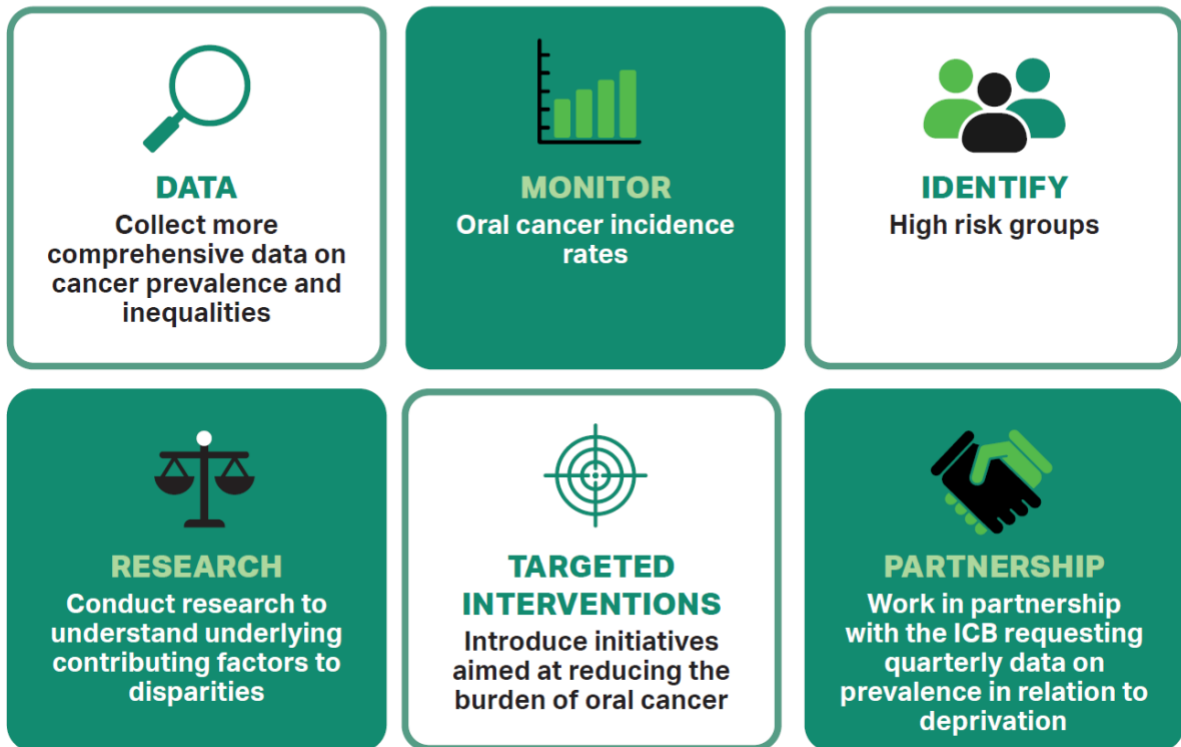 DATA
Collect more
comprehensive data on
cancer prevalence and
inequalities
MONITOR
Oral cancer incidence
rates
IDENTIFY
High risk groups
RESEARCH
Conduct research to
understand underlying
contributing factors to
disparities
TARGETED
INTERVENTIONS
Introduce initiatives
aimed at reducing the
burden of oral cancer
PARTNERSHIP
Work in partnership
with the ICB requesting
quarterly data on
prevalence in relation to
deprivation